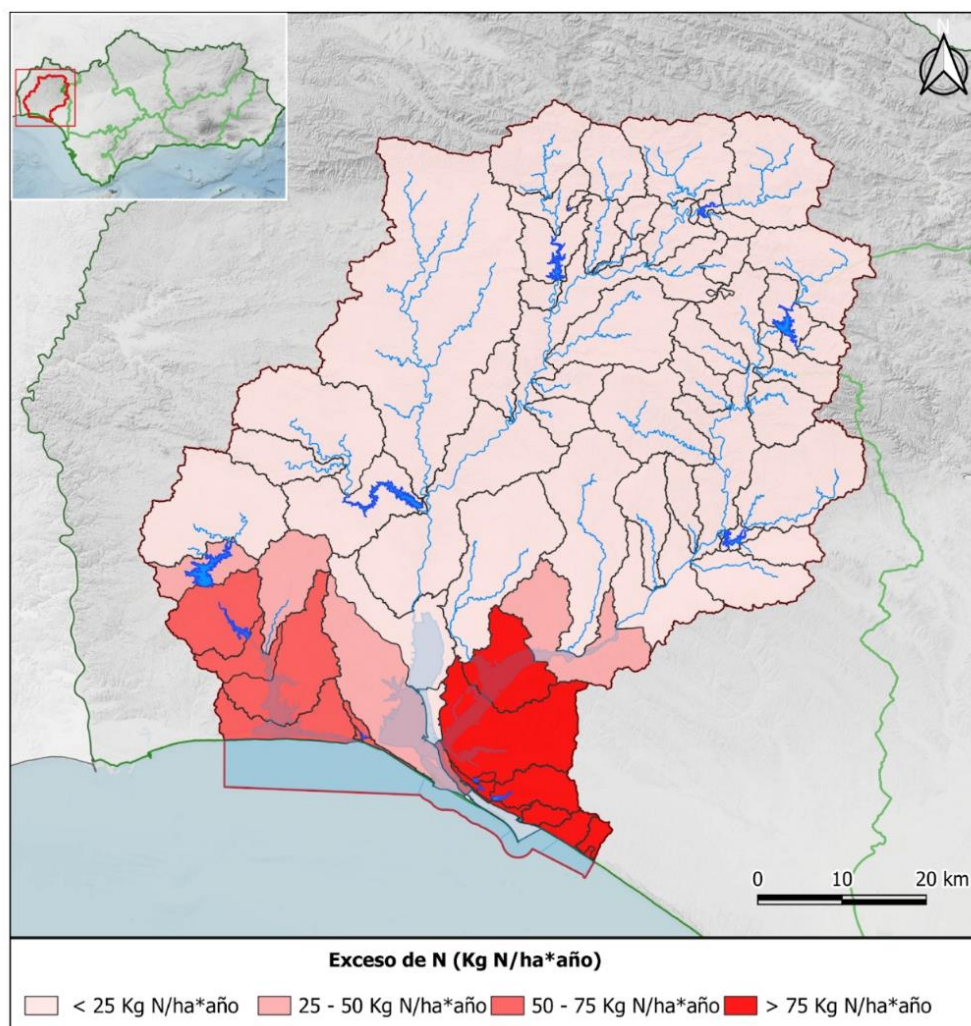 N
0 10 20 km
Exceso de N (Kg N/ha*año)
< 25 Kg N/ha*año 25 - 50 Kg N/ha*año 50 - 75 Kg N/ha*año > 75 Kg N/ha*año